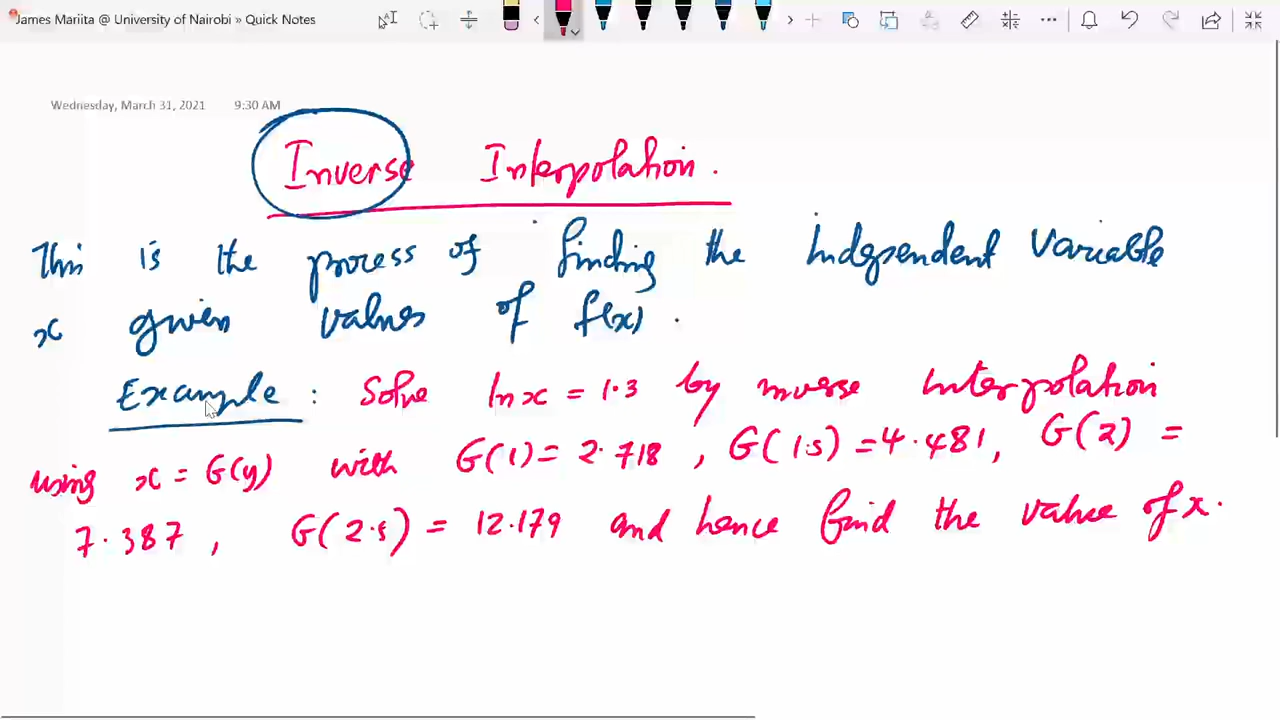 James Mariita @ University of Nairobi » Quick Notes
Wednesday, March 31, 2021 9:30 AM
Inverse Interpolation.
This is the process of finding the independent variable
x given values of f(x).
Example: Solve ln x = 1.3 by inverse interpolation
using x = G(y) with G(1) = 2.718, G(1.5) = 4.481, G(2) =
7.387, G(2.5) = 12.179 and hence find the value of x.